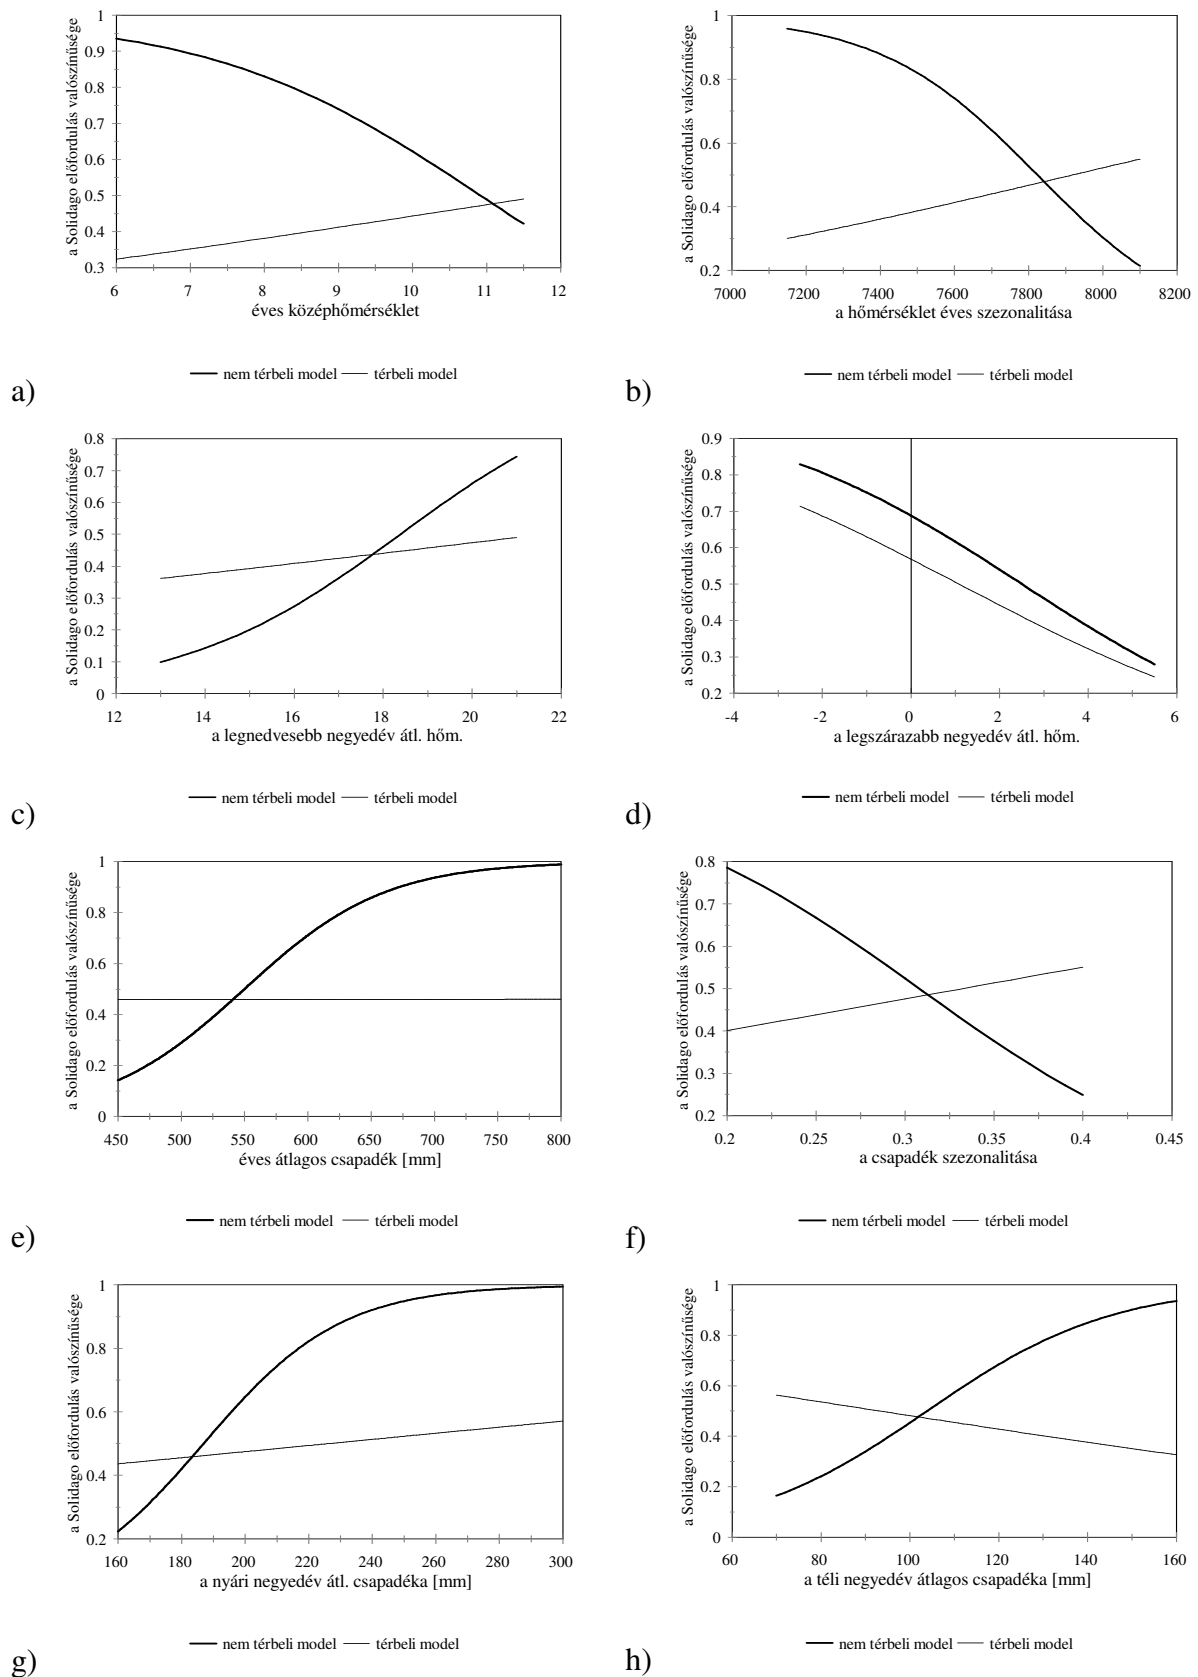 a Solidago előfordulás valószínűsége
1
0.9
0.8
0.7
0.6
0.5
0.4
0.3
6 7 8 9 10 11 12
éves középhőmérséklet
nem térbeli model térbeli model
a)
a Solidago előfordulás valószínűsége
1
0.8
0.6
0.4
0.2
7000 7200 7400 7600 7800 8000 8200
a hőmérséklet éves szezonalitása
nem térbeli model térbeli model
b)
a Solidago előfordulás valószínűsége
0.8
0.7
0.6
0.5
0.4
0.3
0.2
0.1
0
12 14 16 18 20 22
a legnedvesebb negyedév átl. hőm.
nem térbeli model térbeli model
c)
a Solidago előfordulás valószínűsége
0.9
0.8
0.7
0.6
0.5
0.4
0.3
0.2
-4 -2 0 2 4 6
a legszárazabb negyedév átl. hőm.
nem térbeli model térbeli model
d)
a Solidago előfordulás valószínűsége
1
0.8
0.6
0.4
0.2
0
450 500 550 600 650 700 750 800
éves átlagos csapadék [mm]
nem térbeli model térbeli model
e)
a Solidago előfordulás valószínűsége
0.8
0.7
0.6
0.5
0.4
0.3
0.2
0.2 0.25 0.3 0.35 0.4 0.45
a csapadék szezonalitása
nem térbeli model térbeli model
f)
a Solidago előfordulás valószínűsége
1
0.8
0.6
0.4
0.2
160 180 200 220 240 260 280 300
a nyári negyedév átl. csapadéka [mm]
nem térbeli model térbeli model
g)
a Solidago előfordulás valószínűsége
1
0.8
0.6
0.4
0.2
0
60 80 100 120 140 160
a téli negyedév átlagos csapadéka [mm]
nem térbeli model térbeli model
h)